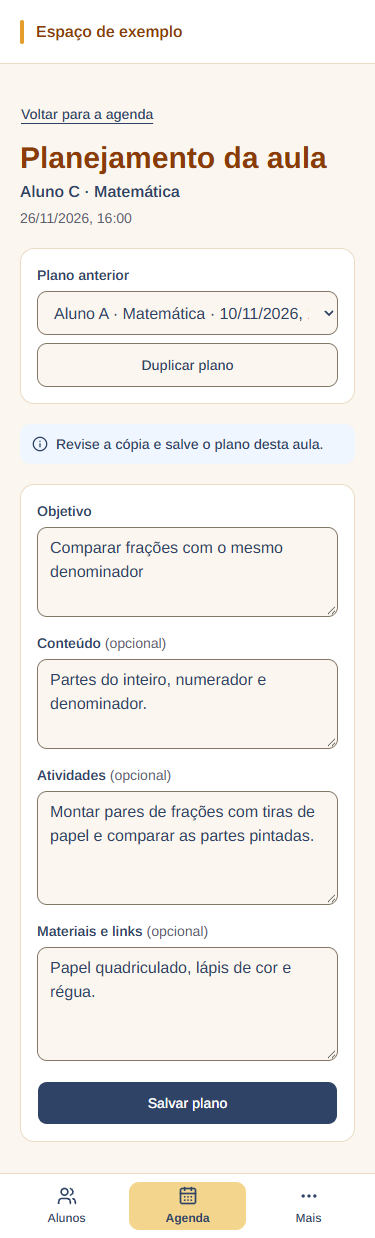 Espaço de exemplo
Voltar para a agenda
Planejamento da aula
Aluno C · Matemática
26/11/2026, 16:00
Plano anterior
Aluno A · Matemática · 10/11/2026,
Duplicar plano
Revise a cópia e salve o plano desta aula.
Objetivo
Comparar frações com o mesmo
denominador
Conteúdo (opcional)
Partes do inteiro, numerador e
denominador.
Atividades (opcional)
Montar pares de frações com tiras de
papel e comparar as partes pintadas.
Materiais e links (opcional)
Papel quadriculado, lápis de cor e
régua.
Salvar plano
Alunos
Agenda
Mais